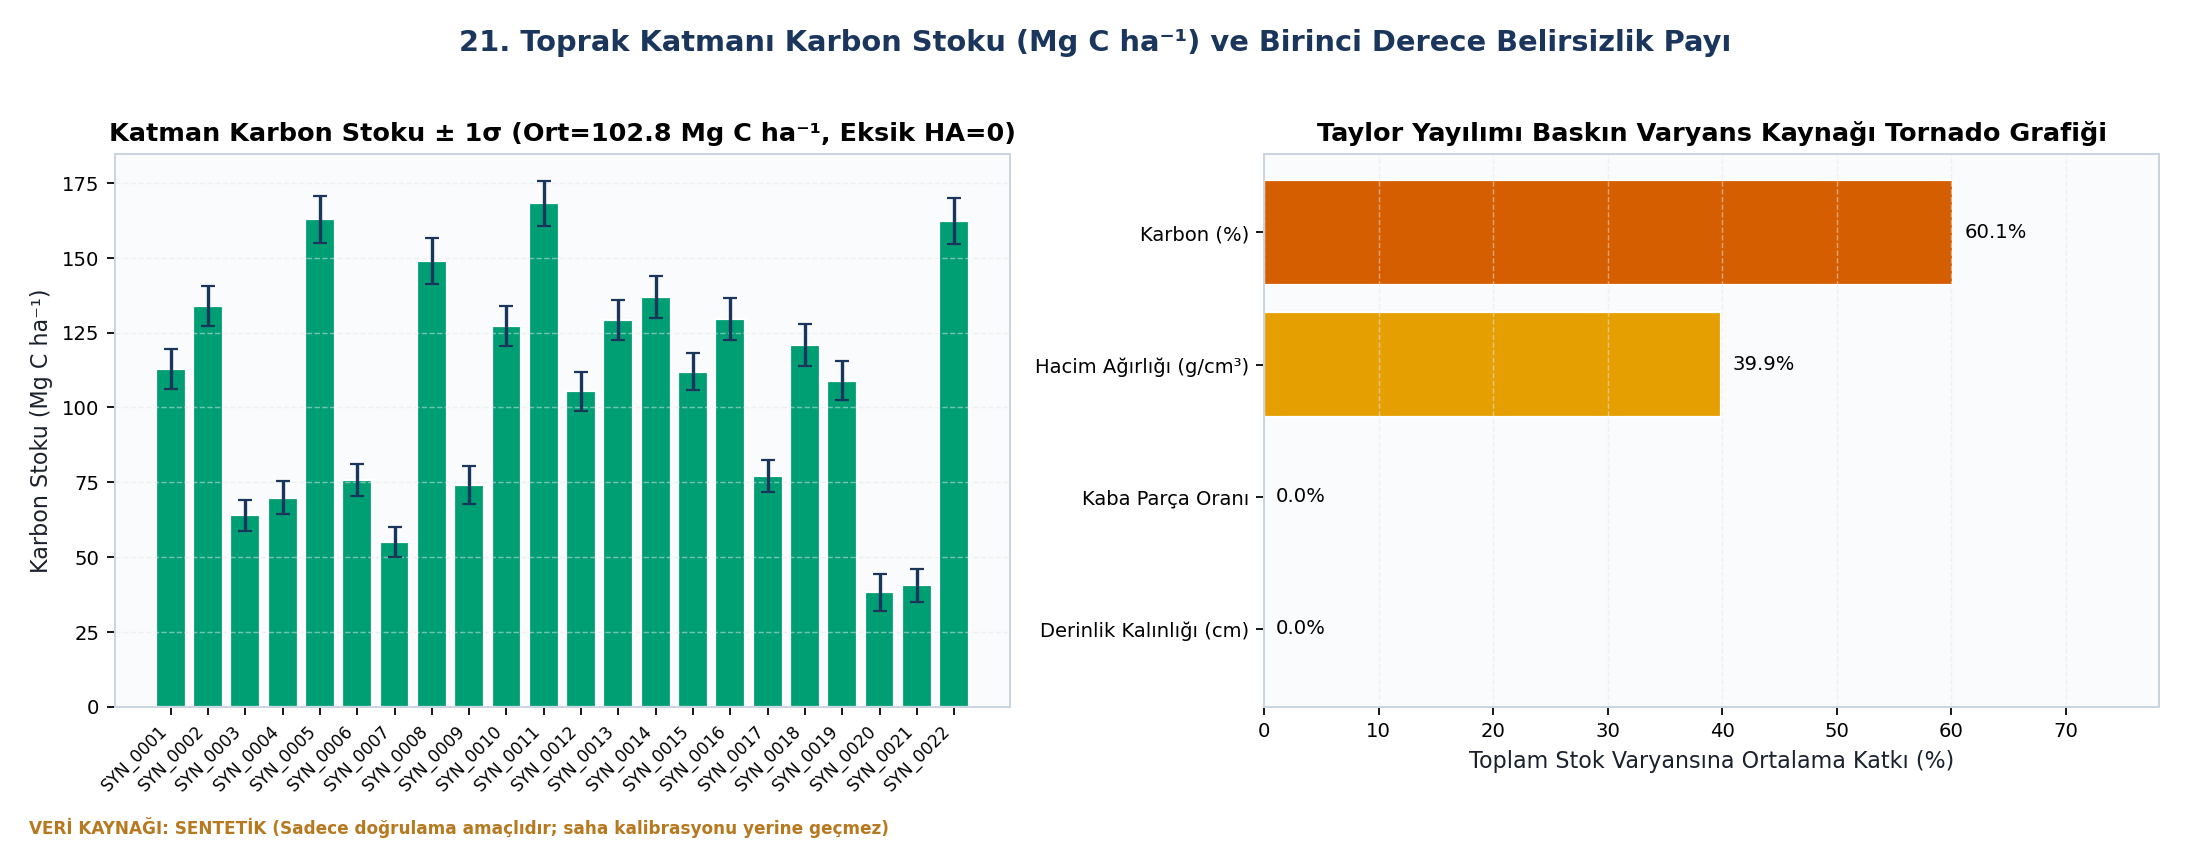 21. Toprak Katmanı Karbon Stoku (Mg C ha⁻¹) ve Birinci Derece Belirsizlik Payı
Katman Karbon Stoku ± 1σ (Ort=102.8 Mg C ha⁻¹, Eksik HA=0)
Karbon Stoku (Mg C ha⁻¹)
175
150
125
100
75
50
25
0
SYN_0001
SYN_0002
SYN_0003
SYN_0004
SYN_0005
SYN_0006
SYN_0007
SYN_0008
SYN_0009
SYN_0010
SYN_0011
SYN_0012
SYN_0013
SYN_0014
SYN_0015
SYN_0016
SYN_0017
SYN_0018
SYN_0019
SYN_0020
SYN_0021
SYN_0022
Taylor Yayılımı Baskın Varyans Kaynağı Tornado Grafiği
Karbon (%)
60.1%
Hacim Ağırlığı (g/cm³)
39.9%
Kaba Parça Oranı
0.0%
Derinlik Kalınlığı (cm)
0.0%
0
10
20
30
40
50
60
70
Toplam Stok Varyansına Ortalama Katkı (%)
VERİ KAYNAĞI: SENTETİK (Sadece doğrulama amaçlıdır; saha kalibrasyonu yerine geçmez)